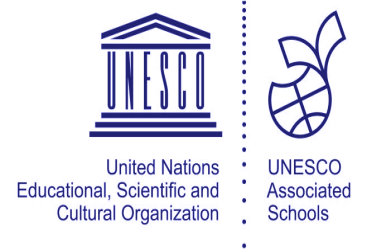 UNESCO
United Nations
Educational, Scientific and
Cultural Organization
UNESCO
Associated
Schools